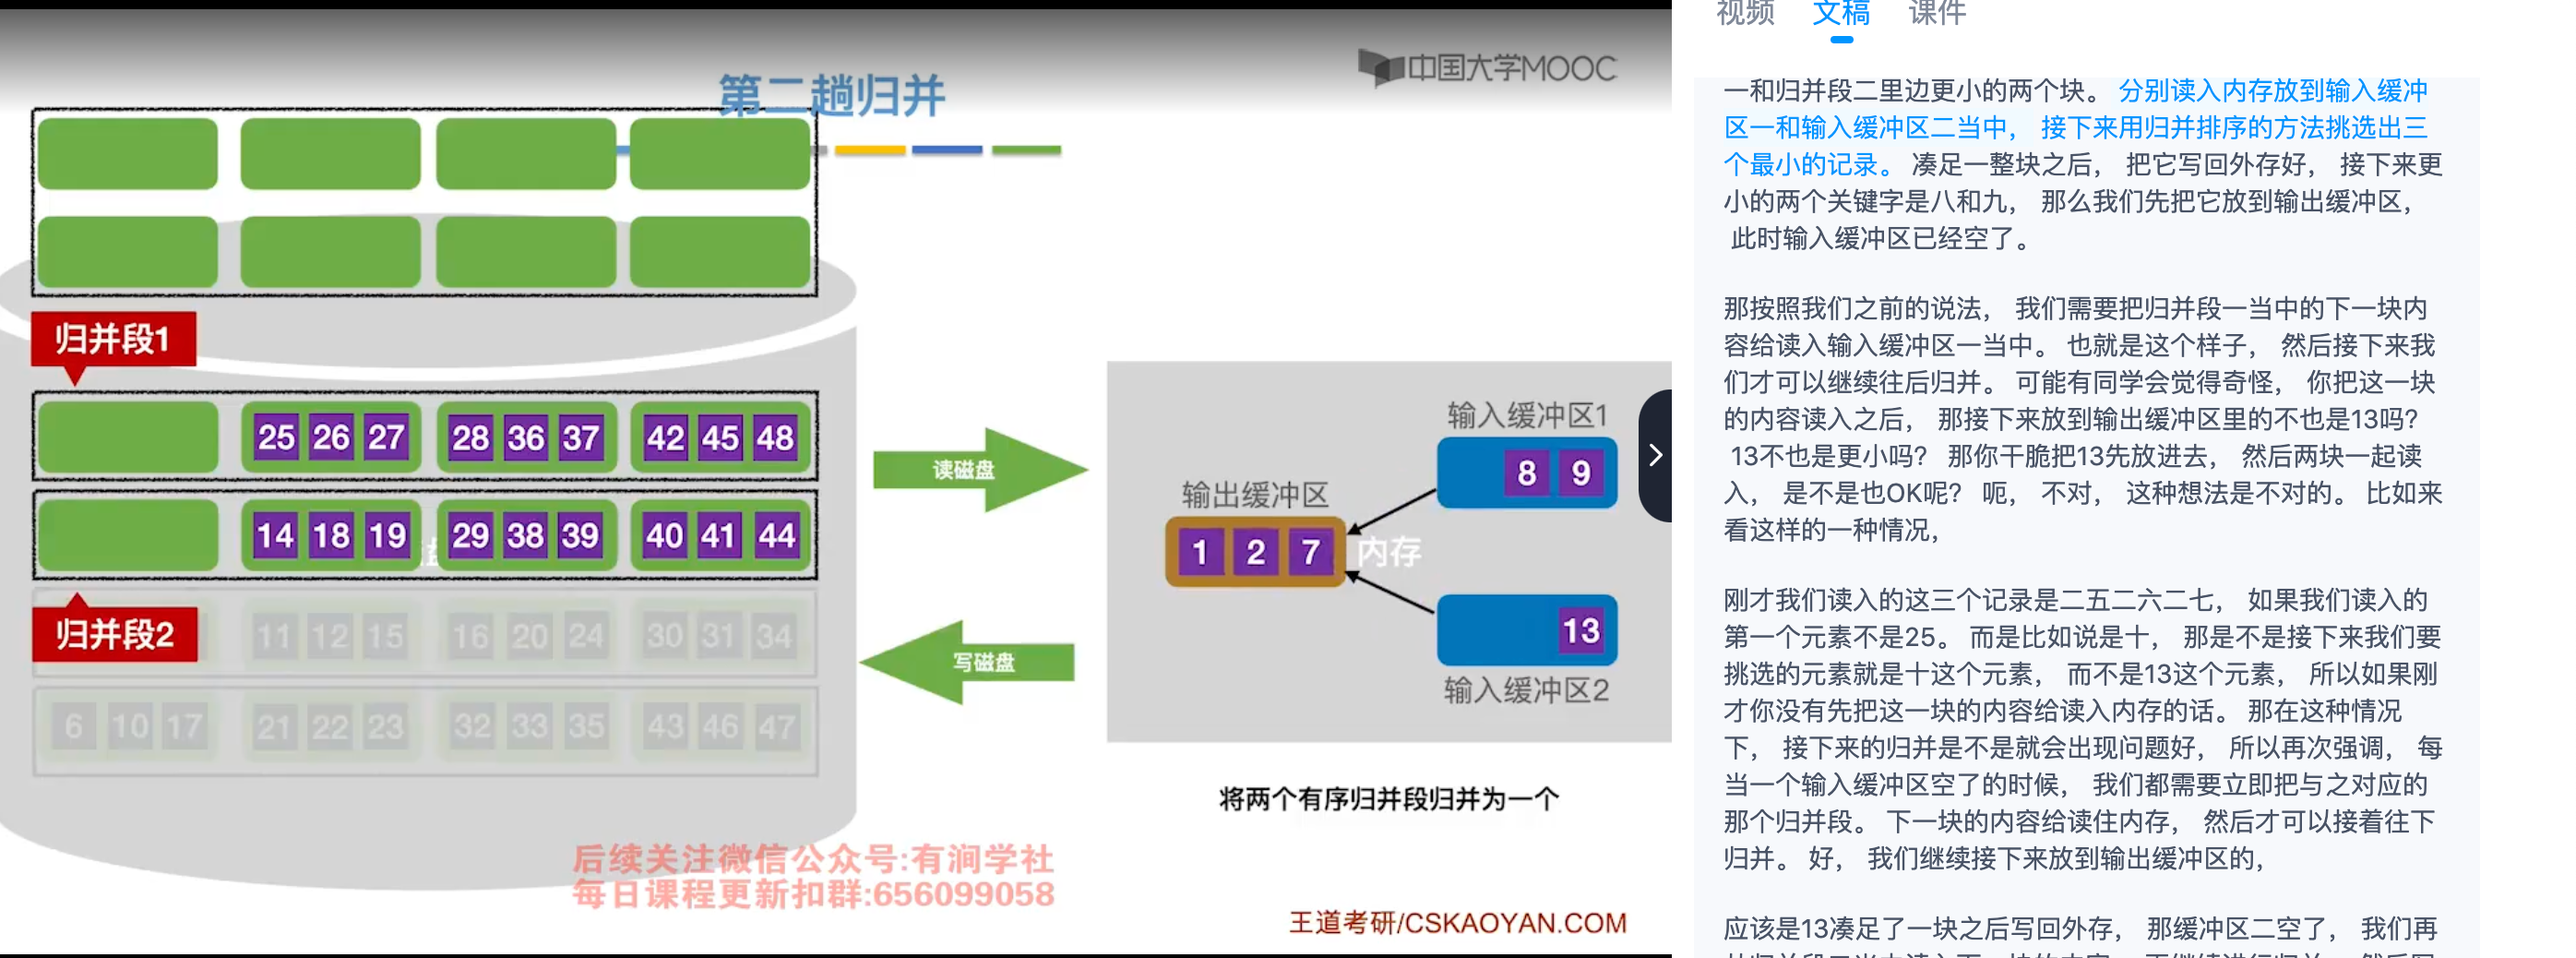 第二趟归并
中国大学MOOC
归并段1
25 26 27 28 36 37 42 45 48
14 18 19 29 38 39 40 41 44
归并段2
11 12 15 16 20 24 30 31 34
6 10 17 21 22 23 32 33 35 43 46 47
读磁盘
写磁盘
输入缓冲区1
8 9
输出缓冲区
1 2 7
内存
13
输入缓冲区2
将两个有序归并段归并为一个
后续关注微信公众号:有涧学社
每日课程更新扣群:656099058
王道考研/CSKAOYAN.COM
视频 文稿 课件
一和归并段二里边更小的两个块。 分别读入内存放到输入缓冲
区一和输入缓冲区二当中， 接下来用归并排序的方法挑选出三
个最小的记录。 凑足一整块之后， 把它写回外存好， 接下来更
小的两个关键字是八和九， 那么我们先把它放到输出缓冲区，
此时输入缓冲区已经空了。
那按照我们之前的说法， 我们需要把归并段一当中的下一块内
容给读入输入缓冲区一当中。 也就是这个样子， 然后接下来我
们才可以继续往后归并。 可能有同学会觉得奇怪， 你把这一块
的内容读入之后， 那接下来放到输出缓冲区里的不也是13吗？
13不也是更小吗？ 那你干脆把13先放进去， 然后两块一起读
入， 是不是也OK呢？ 呃， 不对， 这种想法是不对的。 比如来
看这样的一种情况，
刚才我们读入的这三个记录是二五二六二七， 如果我们读入的
第一个元素不是25。 而是比如说是十， 那是不是接下来我们要
挑选的元素就是十这个元素， 而不是13这个元素， 所以如果刚
才你没有先把这一块的内容给读入内存的话。 那在这种情况
下， 接下来的归并是不是就会出现问题好， 所以再次强调， 每
当一个输入缓冲区空了的时候， 我们都需要立即把与之对应的
那个归并段。 下一块的内容给读住内存， 然后才可以接着往下
归并。 好， 我们继续接下来放到输出缓冲区的，
应该是13凑足了一块之后写回外存， 那缓冲区二空了， 我们再